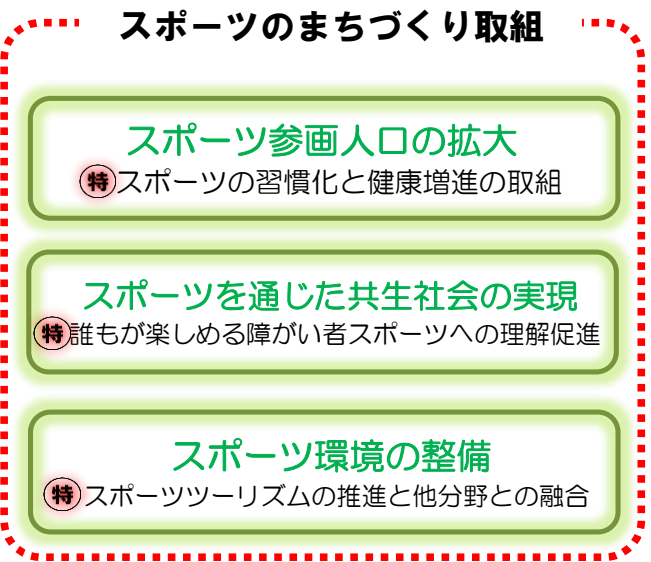 スポーツのまちづくり取組
スポーツ参画人口の拡大
特スポーツの習慣化と健康増進の取組
スポーツを通じた共生社会の実現
特誰もが楽しめる障がい者スポーツへの理解促進
スポーツ環境の整備
特スポーツツーリズムの推進と他分野との融合